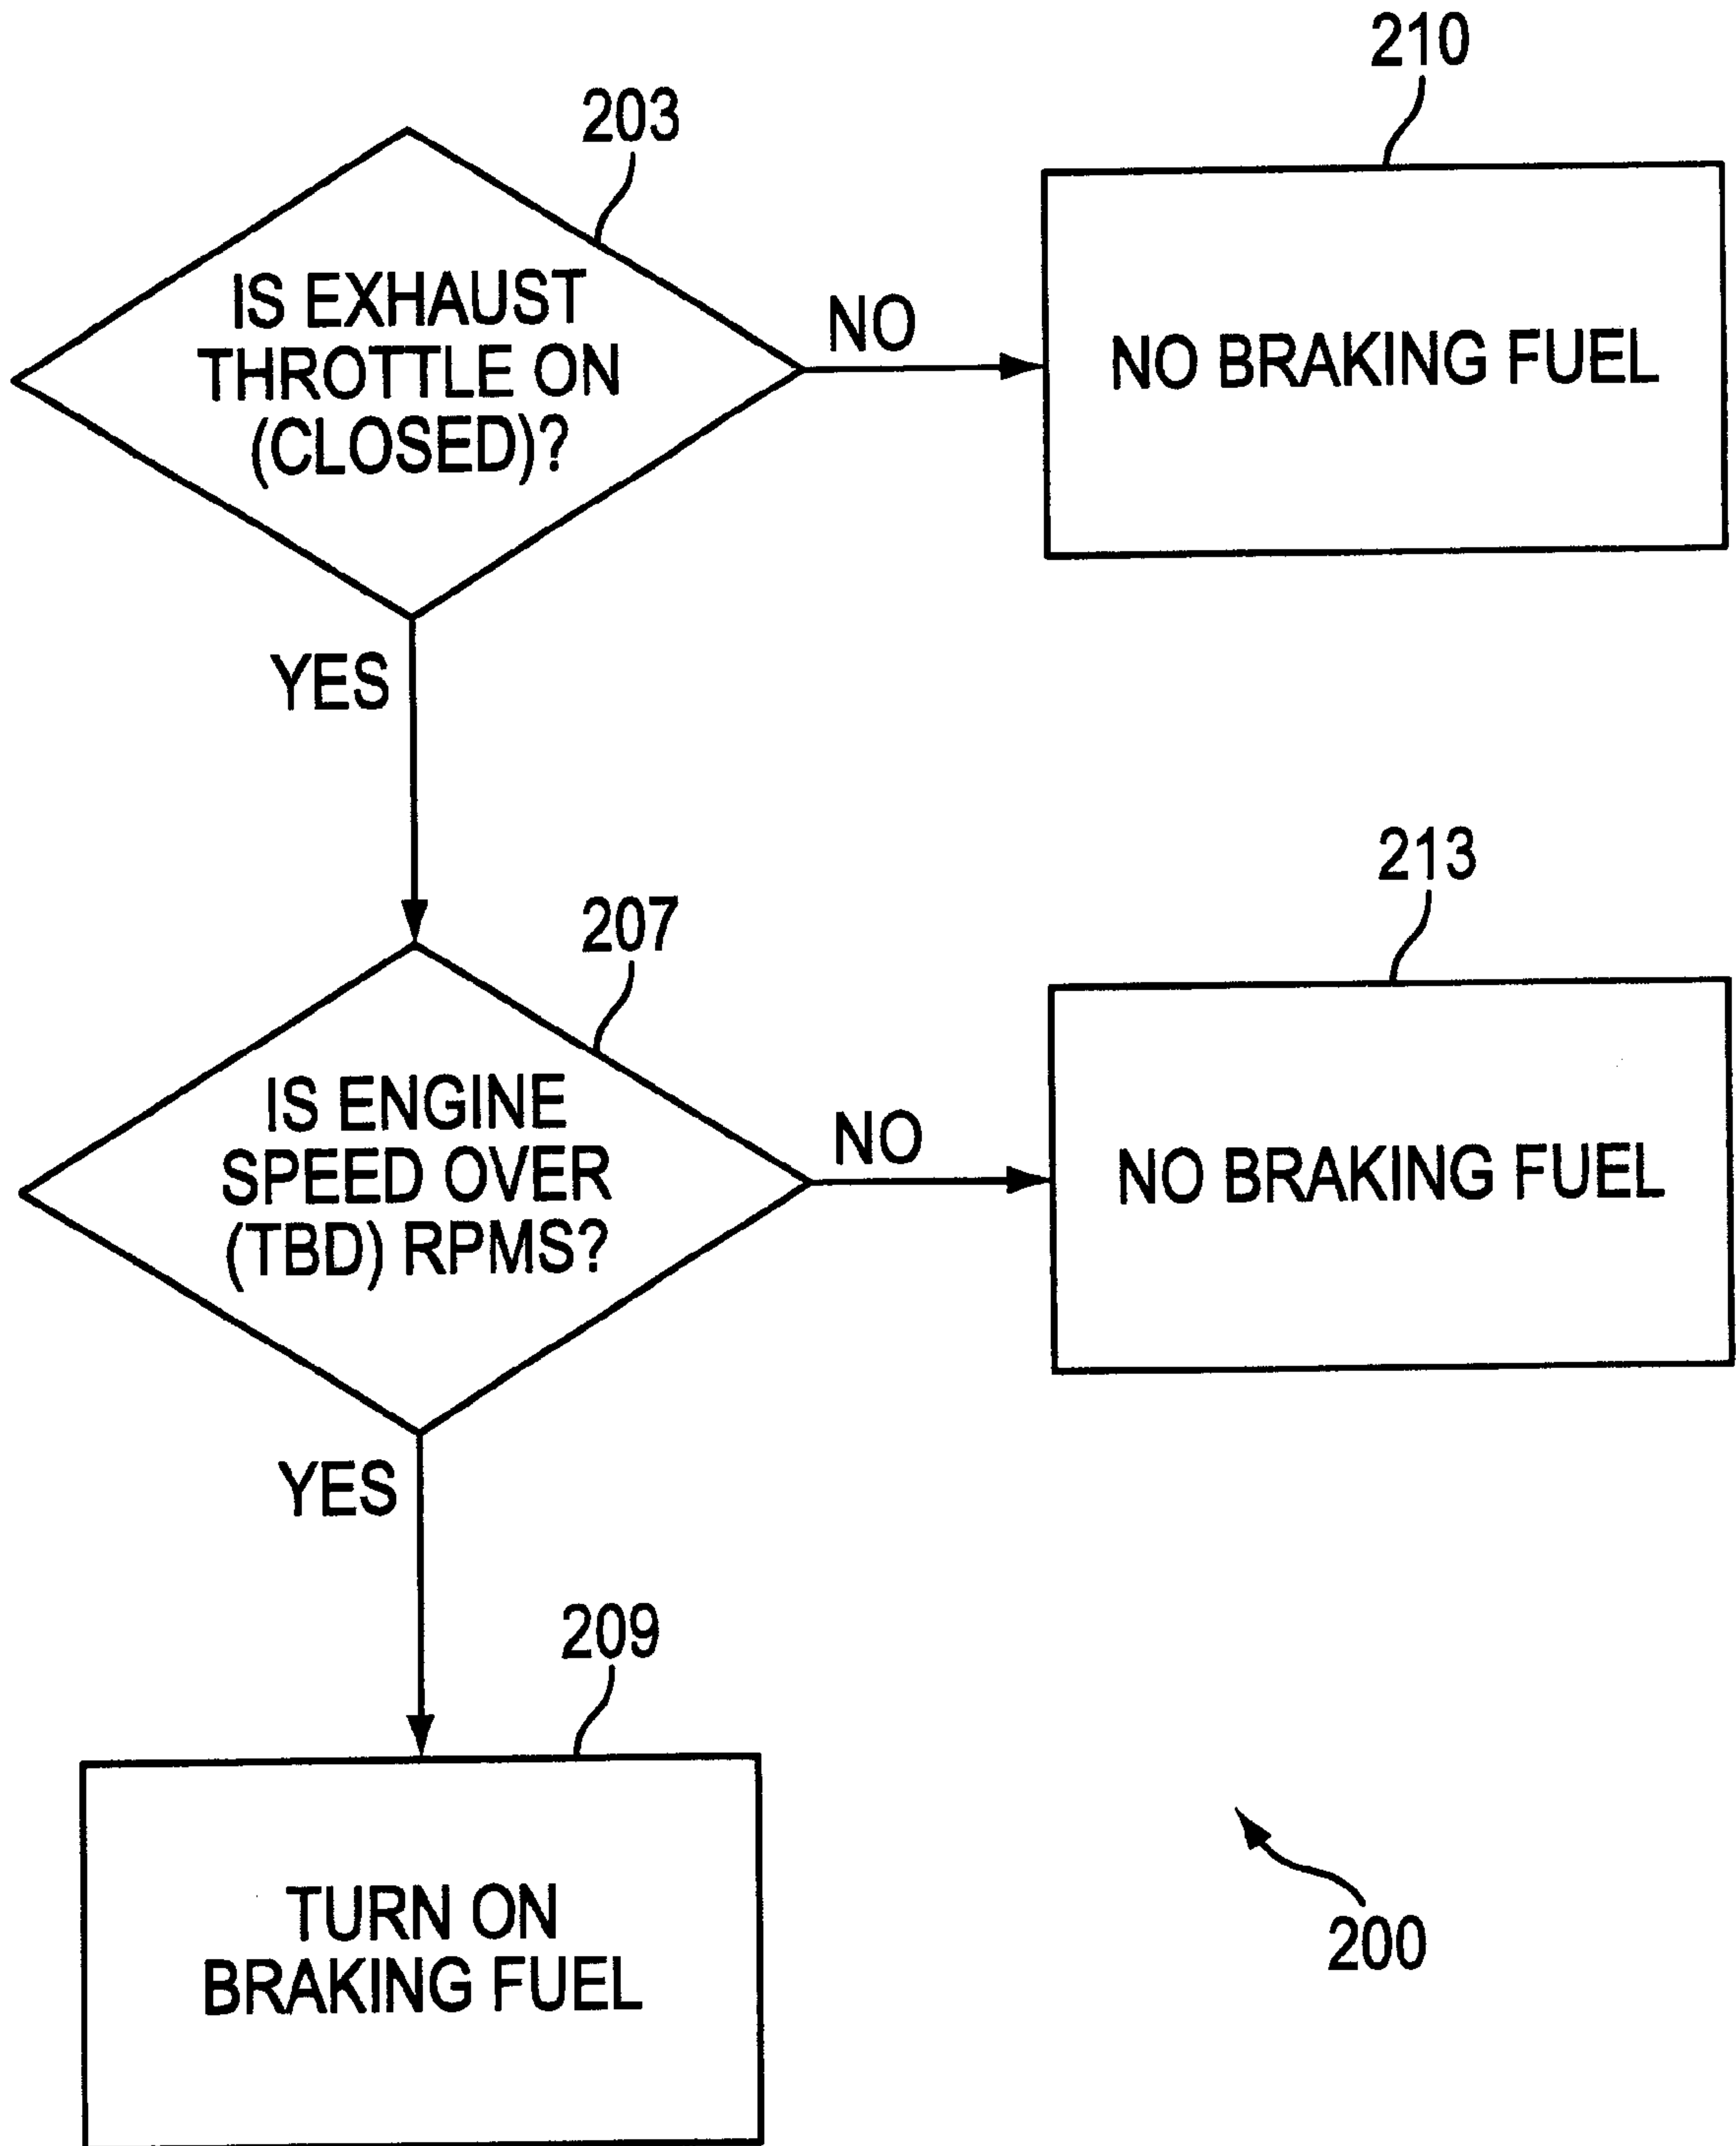 210
203
IS EXHAUST
THROTTLE ON
(CLOSED)?
NO
NO BRAKING FUEL
YES
213
207
IS ENGINE
SPEED OVER
(TBD) RPMS?
NO
NO BRAKING FUEL
YES
209
TURN ON
BRAKING FUEL
200